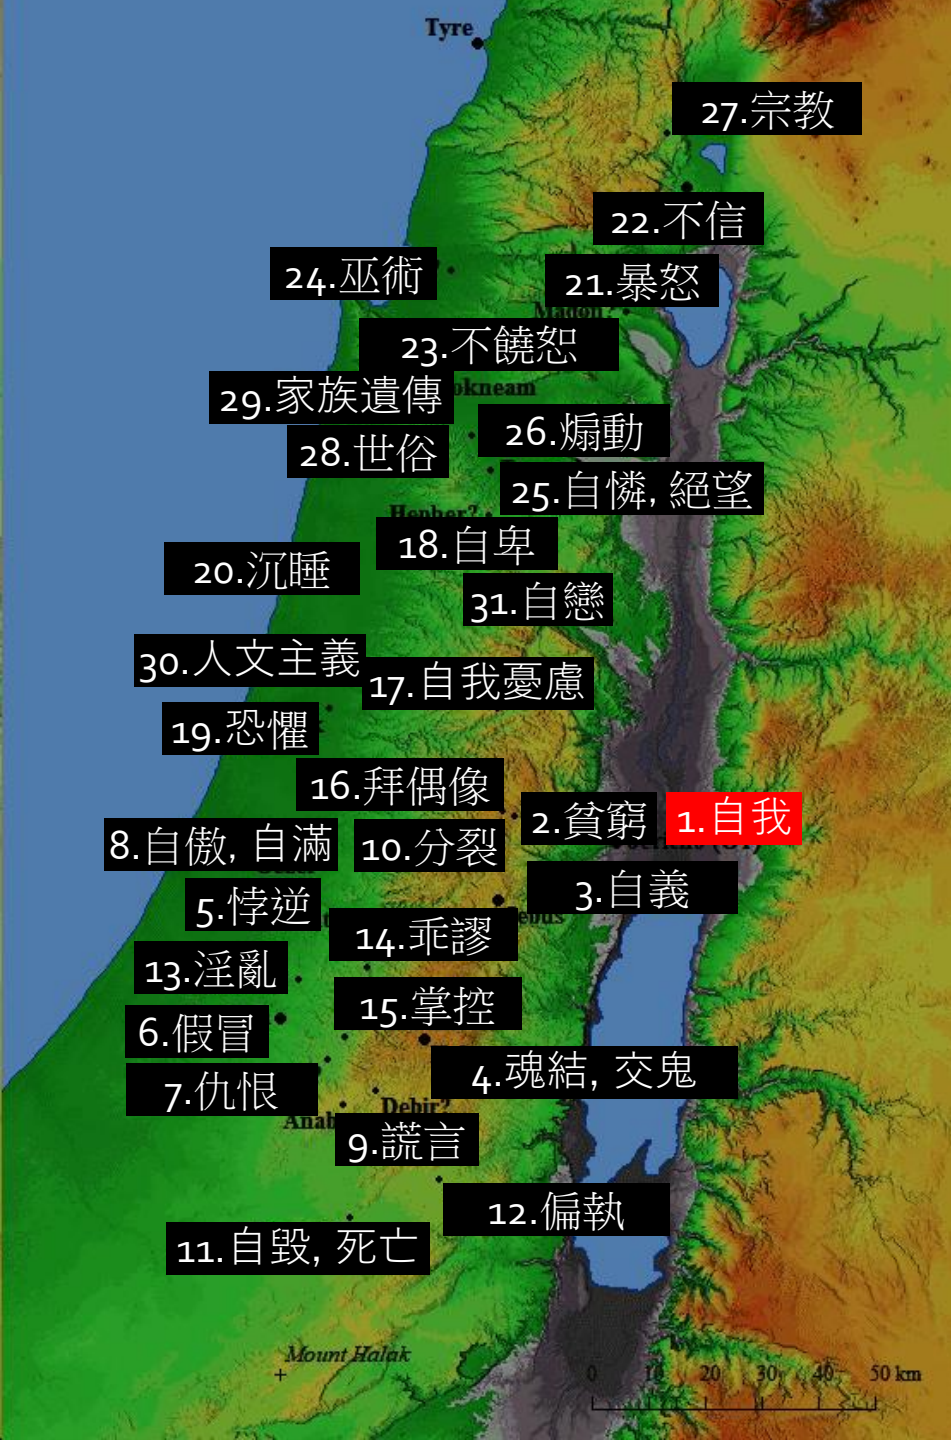 Tyre
27.宗教
22.不信
24.巫術
21.暴怒
Madon?
23.不饒恕
29.家族遺傳
okneam
28.世俗
26.煽動
25.自憐, 絕望
Hepher?
18.自卑
20.沉睡
31.自戀
30.人文主義
17.自我憂慮
19.恐懼
16.拜偶像
2.貧窮
1.自我
8.自傲, 自滿
10.分裂
3.自義
5.悖逆
ebus
14.乖謬
13.淫亂
15.掌控
6.假冒
4.魂結, 交鬼
7.仇恨
Debir?
Anab
9.謊言
12.偏執
11.自毀, 死亡
Mount Halak
0 10 20 30 40 50 km